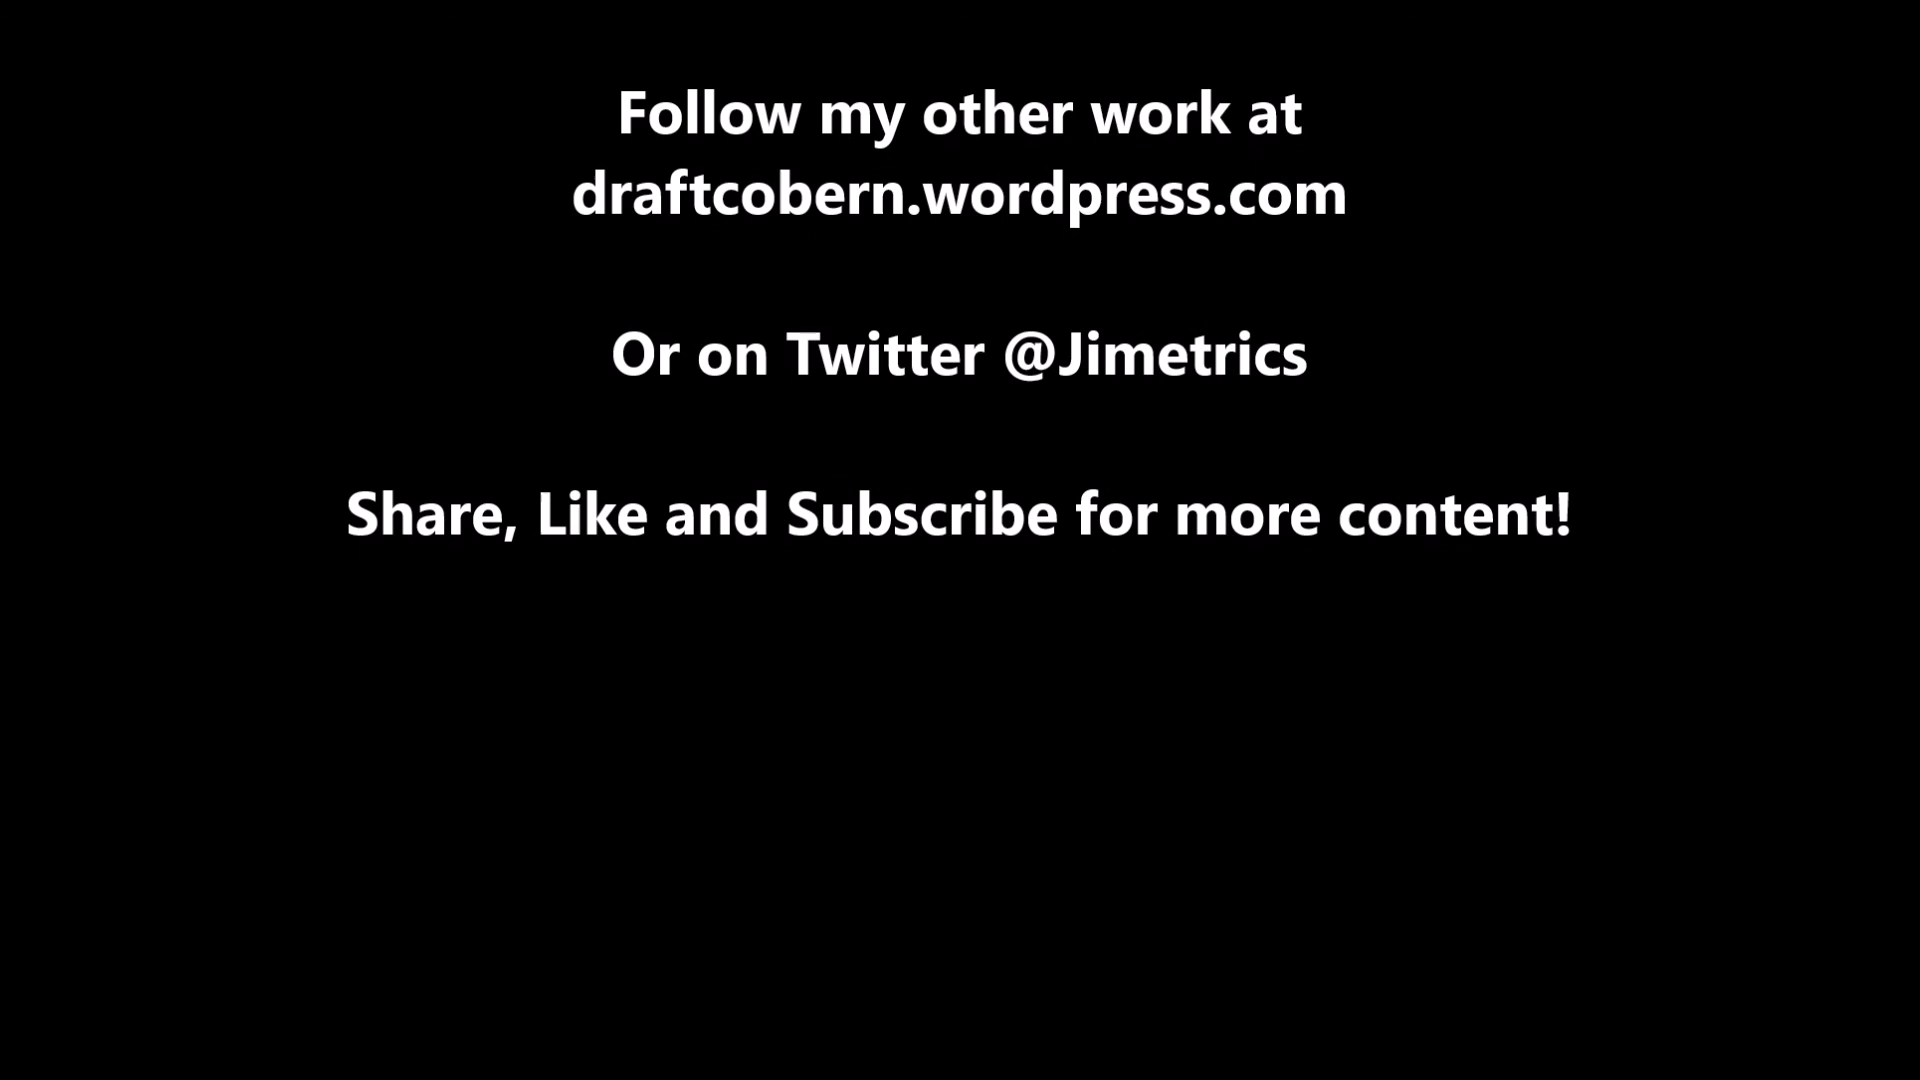 Follow my other work at
draftcobern.wordpress.com
Or on Twitter @Jimetrics
Share, Like and Subscribe for more content!